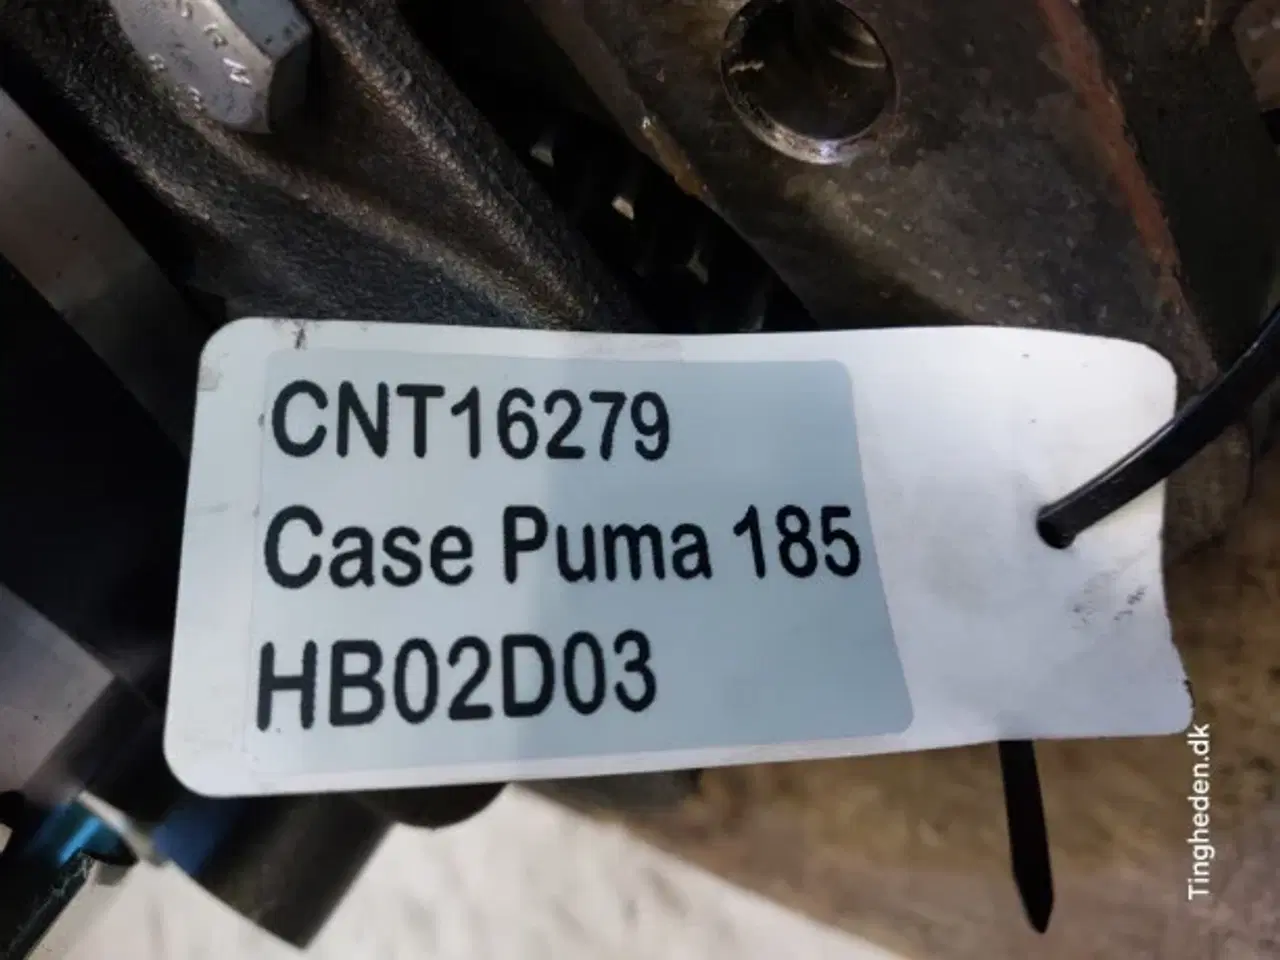 CNT16279
Case Puma 185
HB02D03
Tingheden.dk